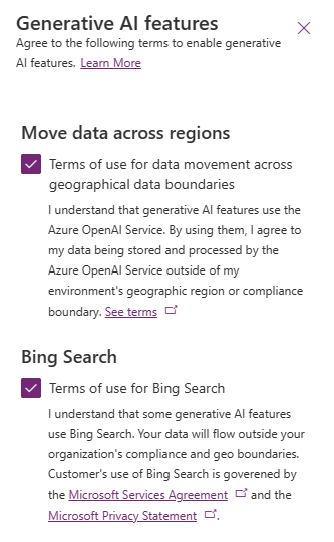 Generative AI features
Agree to the following terms to enable generative
AI features. Learn More
Move data across regions
Terms of use for data movement across
geographical data boundaries
I understand that generative AI features use the
Azure OpenAI Service. By using them, I agree to
my data being stored and processed by the
Azure OpenAI Service outside of my
environment's geographic region or compliance
boundary. See terms
Bing Search
Terms of use for Bing Search
I understand that some generative AI features
use Bing Search. Your data will flow outside your
organization's compliance and geo boundaries.
Customer's use of Bing Search is goverened by
the Microsoft Services Agreement and the
Microsoft Privacy Statement .